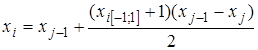 x_i = x_{j-1} + \frac{(x_{i[-1;1]} + 1)(x_{j-1} - x_j)}{2}